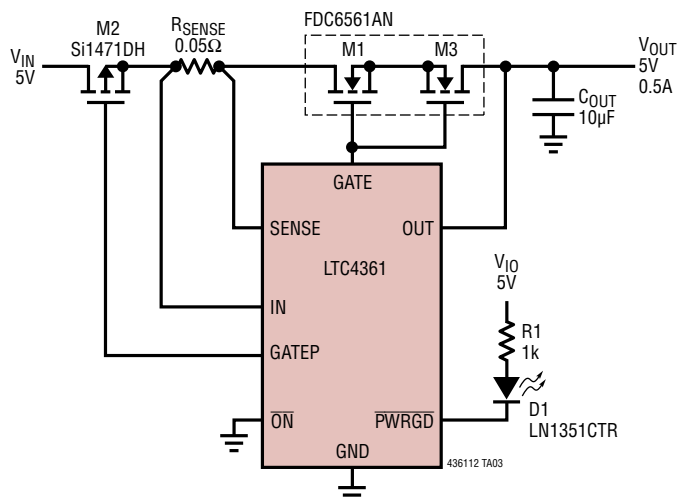 FDC6561AN
M2
Si1471DH
RSENSE
0.05Ω
M1
M3
VIN
5V
VOUT
5V
0.5A
COUT
10µF
GATE
SENSE
OUT
LTC4361
VIO
5V
IN
R1
1k
GATEP
D1
LN1351CTR
ON
PWRGD
GND
436112 TA03